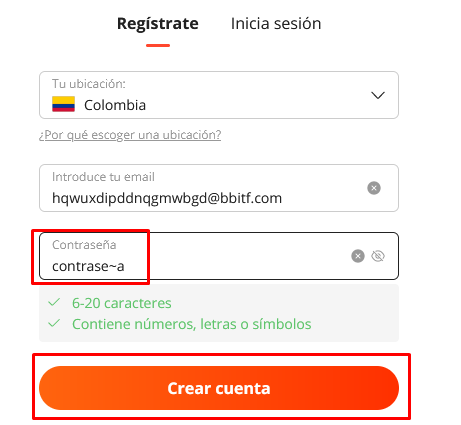 Regístrate Inicia sesión
Tu ubicación:
Colombia
¿Por qué escoger una ubicación?
Introduce tu email
hqwuxdipddnqgmwbgd@bbitf.com
Contraseña
contrase~a
6-20 caracteres
Contiene números, letras o símbolos
Crear cuenta